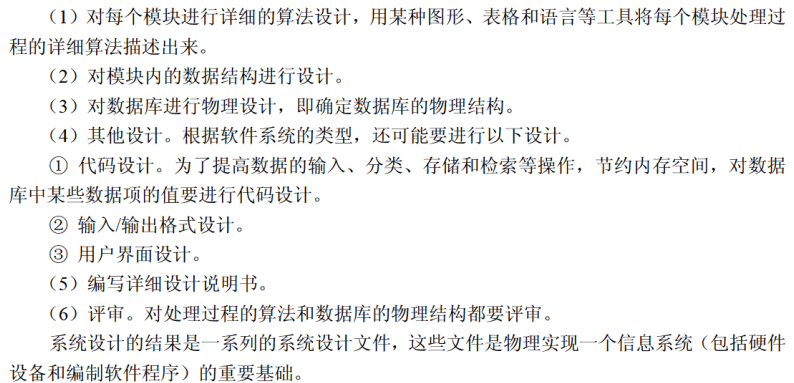 （1）对每个模块进行详细的算法设计，用某种图形、表格和语言等工具将每个模块处理过
程的详细算法描述出来。
（2）对模块内的数据结构进行设计。
（3）对数据库进行物理设计，即确定数据库的物理结构。
（4）其他设计。根据软件系统的类型，还可能要进行以下设计。
① 代码设计。为了提高数据的输入、分类、存储和检索等操作，节约内存空间，对数据
库中某些数据项的值要进行代码设计。
② 输入/输出格式设计。
③ 用户界面设计。
（5）编写详细设计说明书。
（6）评审。对处理过程的算法和数据库的物理结构都要评审。
系统设计的结果是一系列的系统设计文件，这些文件是物理实现一个信息系统（包括硬件
设备和编制软件程序）的重要基础。